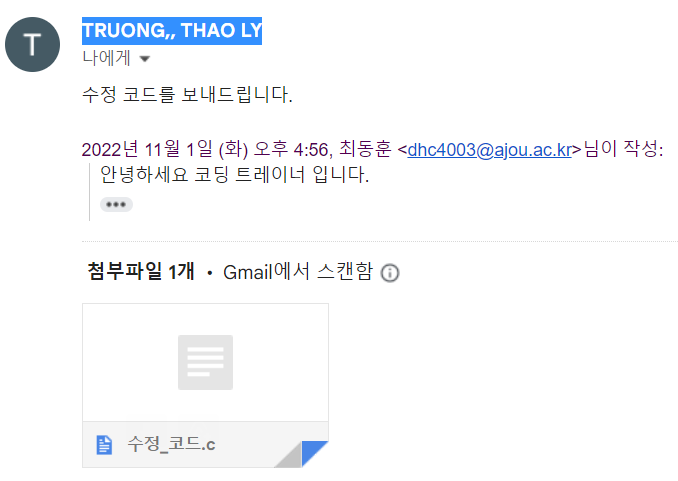 T
TRUONG,, THAO LY
나에게
수정 코드를 보내드립니다.
2022년 11월 1일 (화) 오후 4:56, 최동훈 <dhc4003@ajou.ac.kr>님이 작성:
안녕하세요 코딩 트레이너 입니다.
첨부파일 1개 • Gmail에서 스캔함
수정_코드.c